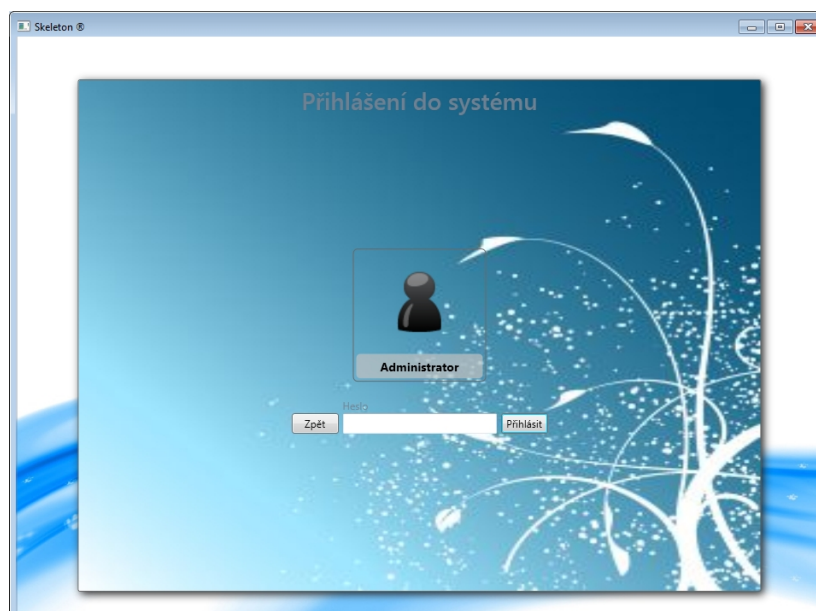 Skeleton ®
Přihlášení do systému
Administrator
Heslo
Zpět
Přihlásit